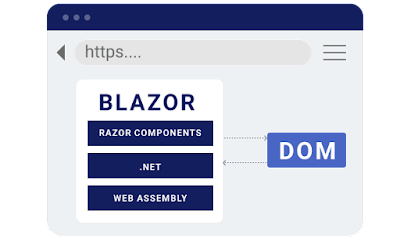 https....
BLAZOR
RAZOR COMPONENTS
.NET
WEB ASSEMBLY
DOM